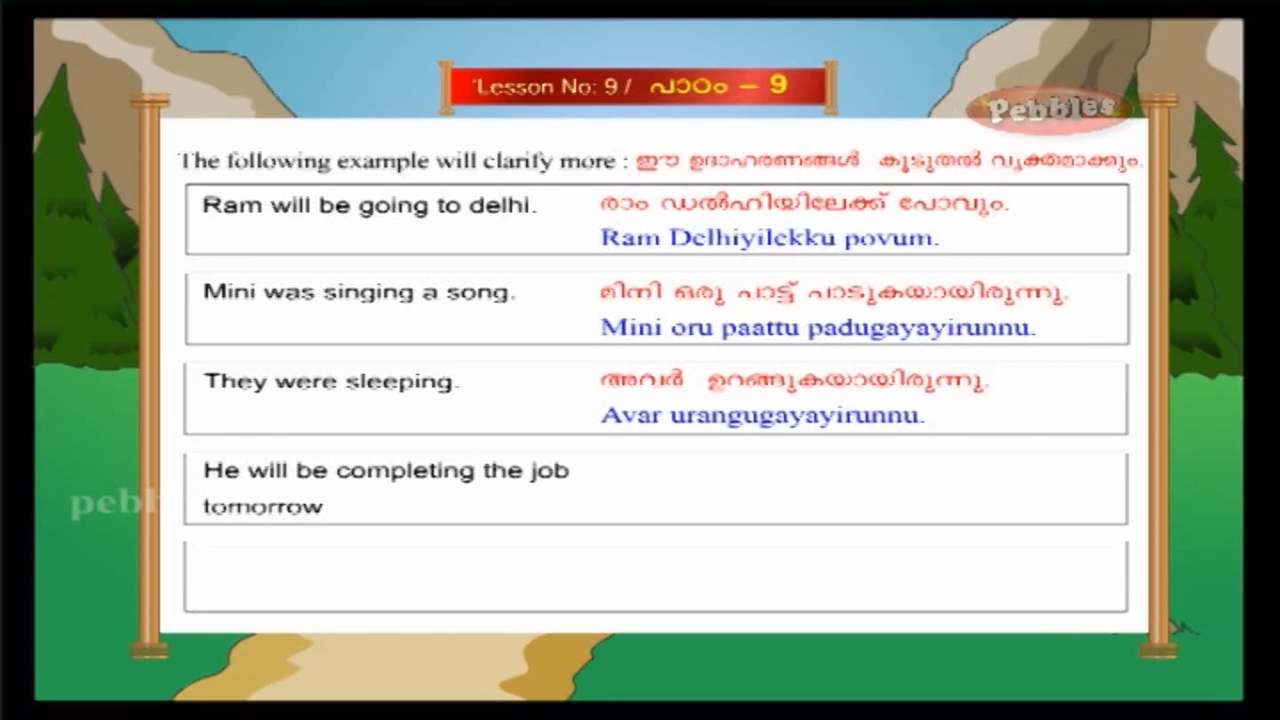 'Lesson No: 9 / പാഠം – 9
Pebbles
The following example will clarify more : ഈ ഉദാഹരണങ്ങൾ കൂടുതൽ വ്യക്തമാക്കും.
Ram will be going to delhi. രാം ഡൽഹിയിലേക്ക് പോവും.
Ram Delhiyilekku povum.
Mini was singing a song. മിനി ഒരു പാട്ട് പാടുകയായിരുന്നു.
Mini oru paattu padugayayirunnu.
They were sleeping. അവർ ഉറങ്ങുകയായിരുന്നു.
Avar urangugayayirunnu.
He will be completing the job
tomorrow
pebb